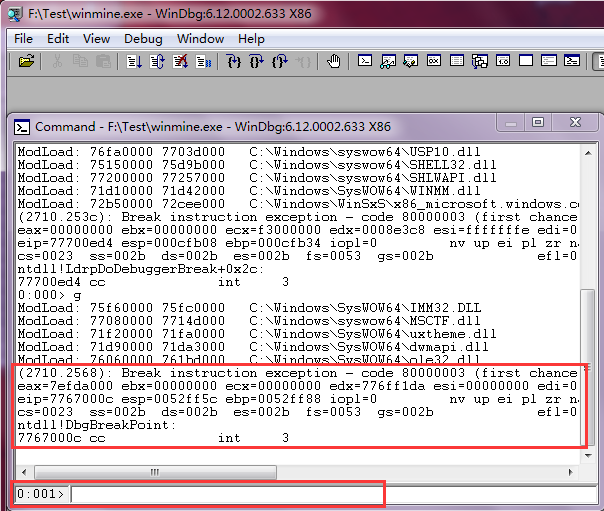 F:\Test\winmine.exe - WinDbg:6.12.0002.633 X86
File Edit View Debug Window Help
Command - F:\Test\winmine.exe - WinDbg:6.12.0002.633 X86
ModLoad: 76fa0000 7703d000 C:\Windows\syswow64\USP10.dll
ModLoad: 75150000 75d9b000 C:\Windows\syswow64\SHELL32.dll
ModLoad: 77200000 77257000 C:\Windows\syswow64\SHLWAPI.dll
ModLoad: 71d10000 71d42000 C:\Windows\SysWOW64\WINMM.dll
ModLoad: 72b50000 72cee000 C:\Windows\WinSxS\x86_microsoft.windows.co
(2710.253c): Break instruction exception - code 80000003 (first chance
eax=00000000 ebx=00000000 ecx=f3000000 edx=0008e3c8 esi=fffffffe edi=0
eip=77700ed4 esp=000cfb08 ebp=000cfb34 iopl=0 nv up ei pl zr n
cs=0023 ss=002b ds=002b es=002b fs=0053 gs=002b efl=0
ntdll!LdrpDoDebuggerBreak+0x2c:
77700ed4 cc int 3
0:000> g
ModLoad: 75f60000 75fc0000 C:\Windows\SysWOW64\IMM32.DLL
ModLoad: 77080000 7714d000 C:\Windows\syswow64\MSCTF.dll
ModLoad: 71f20000 71fa0000 C:\Windows\SysWOW64\uxtheme.dll
ModLoad: 71d90000 71da3000 C:\Windows\SysWOW64\dwmapi.dll
ModLoad: 76060000 761bd000 C:\Windows\syswow64\ole32.dll
(2710.2568): Break instruction exception - code 80000003 (first chance
eax=7efda000 ebx=00000000 ecx=00000000 edx=776ff1da esi=00000000 edi=0
eip=7767000c esp=0052ff5c ebp=0052ff88 iopl=0 nv up ei pl zr n
cs=0023 ss=002b ds=002b es=002b fs=0053 gs=002b efl=0
ntdll!DbgBreakPoint:
7767000c cc int 3
0:001>